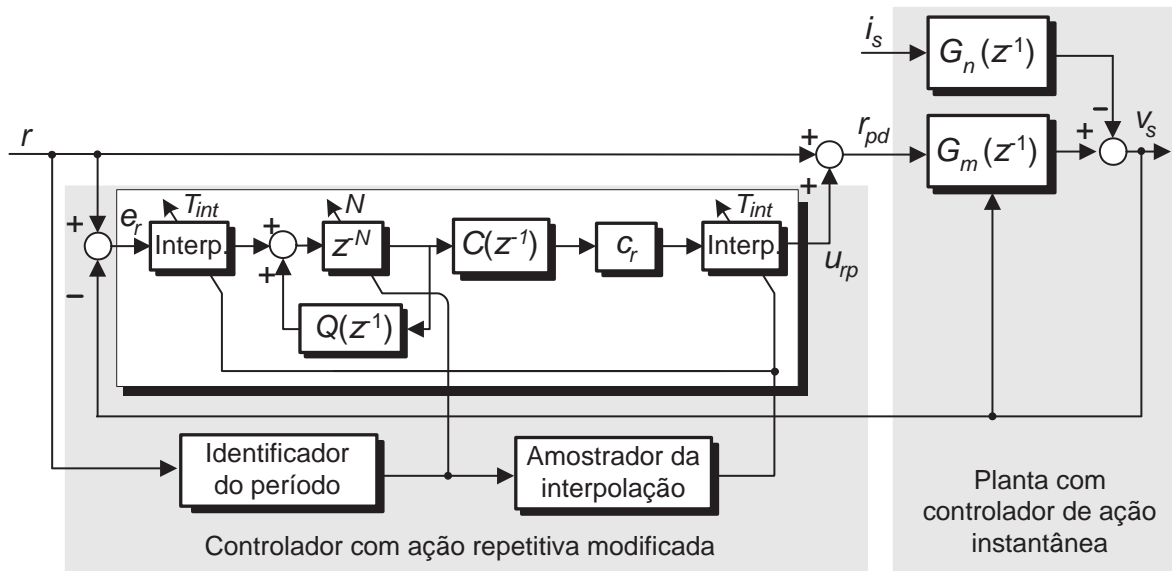 i_s
G_n(z^-1)
−
r
+
r_pd
+
v_s
G_m(z^-1)
+
T_int
N
T_int
+
e_r
Interp.
+
z^-N
C(z^-1)
c_r
Interp.
u_rp
−
+
Q(z^-1)
Identificador
do período
Amostrador da
interpolação
Planta com
controlador de ação
instantânea
Controlador com ação repetitiva modificada